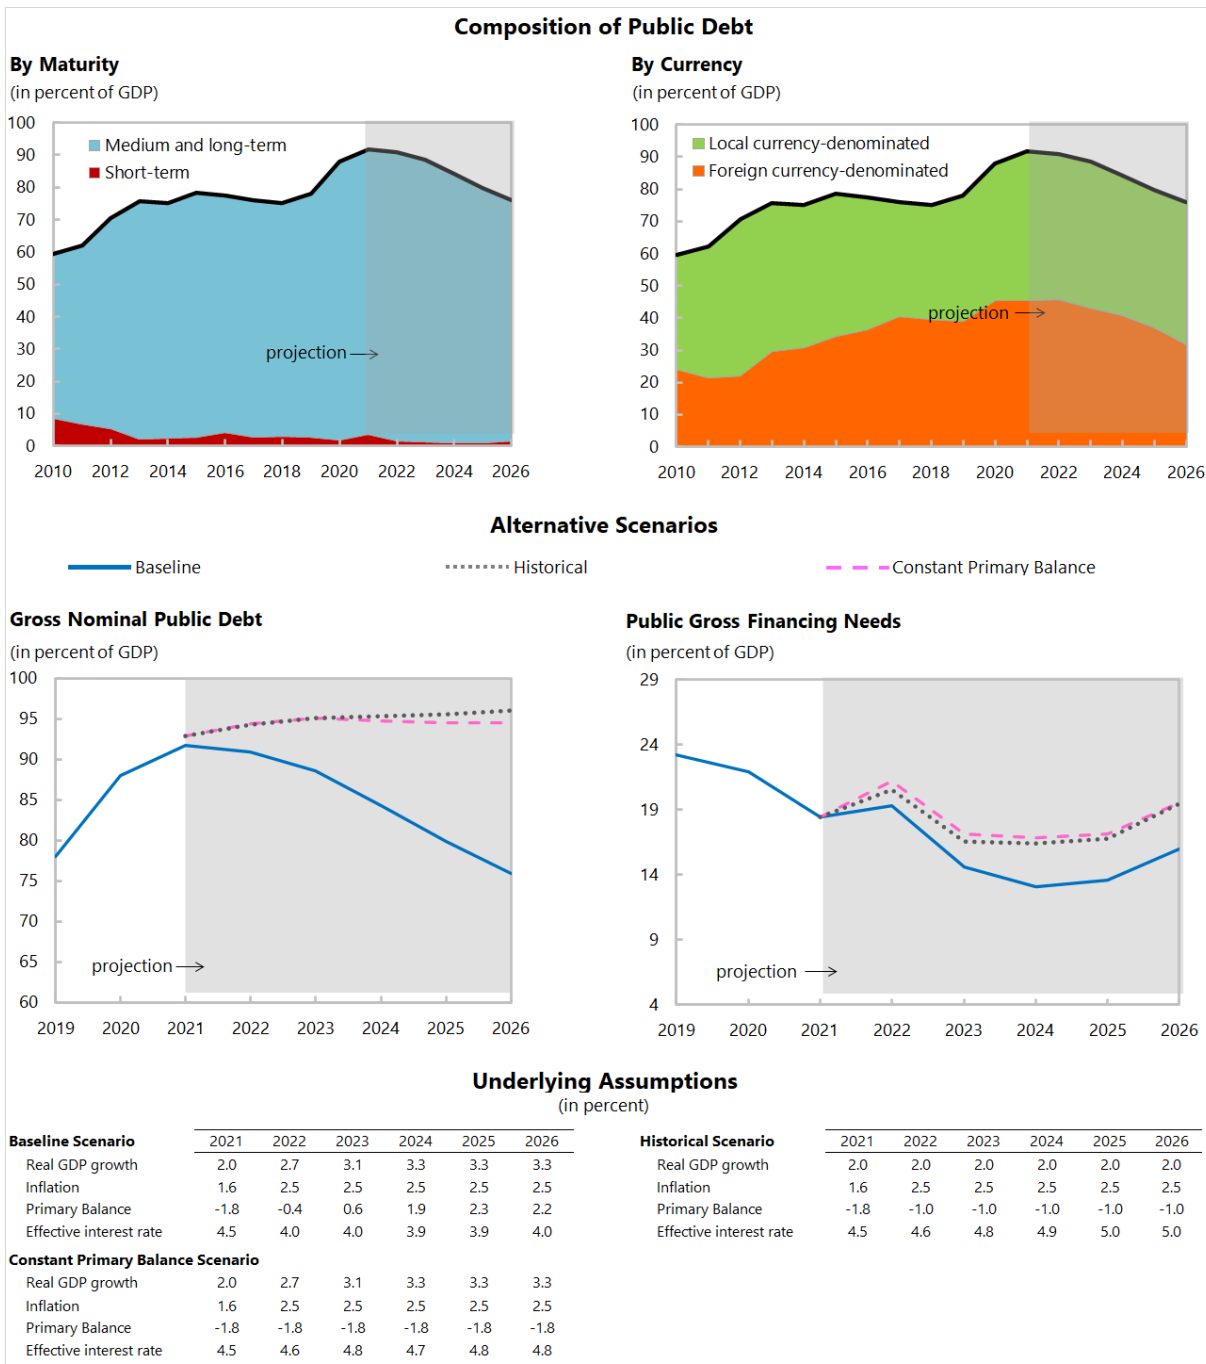 Composition of Public Debt
By Maturity
(in percent of GDP)
100
90
80
70
60
50
40
30
20
10
0
Medium and long-term
Short-term
projection
2010 2012 2014 2016 2018 2020 2022 2024 2026
By Currency
(in percent of GDP)
100
90
80
70
60
50
40
30
20
10
0
Local currency-denominated
Foreign currency-denominated
projection
2010 2012 2014 2016 2018 2020 2022 2024 2026
Alternative Scenarios
Baseline Historical Constant Primary Balance
Gross Nominal Public Debt
(in percent of GDP)
100
95
90
85
80
75
70
65
60
projection
2019 2020 2021 2022 2023 2024 2025 2026
Public Gross Financing Needs
(in percent of GDP)
29
24
19
14
9
4
projection
2019 2020 2021 2022 2023 2024 2025 2026
Underlying Assumptions
(in percent)
Baseline Scenario 2021 2022 2023 2024 2025 2026
Real GDP growth 2.0 2.7 3.1 3.3 3.3 3.3
Inflation 1.6 2.5 2.5 2.5 2.5 2.5
Primary Balance -1.8 -0.4 0.6 1.9 2.3 2.2
Effective interest rate 4.5 4.0 4.0 3.9 3.9 4.0
Constant Primary Balance Scenario
Real GDP growth 2.0 2.7 3.1 3.3 3.3 3.3
Inflation 1.6 2.5 2.5 2.5 2.5 2.5
Primary Balance -1.8 -1.8 -1.8 -1.8 -1.8 -1.8
Effective interest rate 4.5 4.6 4.8 4.7 4.8 4.8
Historical Scenario 2021 2022 2023 2024 2025 2026
Real GDP growth 2.0 2.0 2.0 2.0 2.0 2.0
Inflation 1.6 2.5 2.5 2.5 2.5 2.5
Primary Balance -1.8 -1.0 -1.0 -1.0 -1.0 -1.0
Effective interest rate 4.5 4.6 4.8 4.9 5.0 5.0